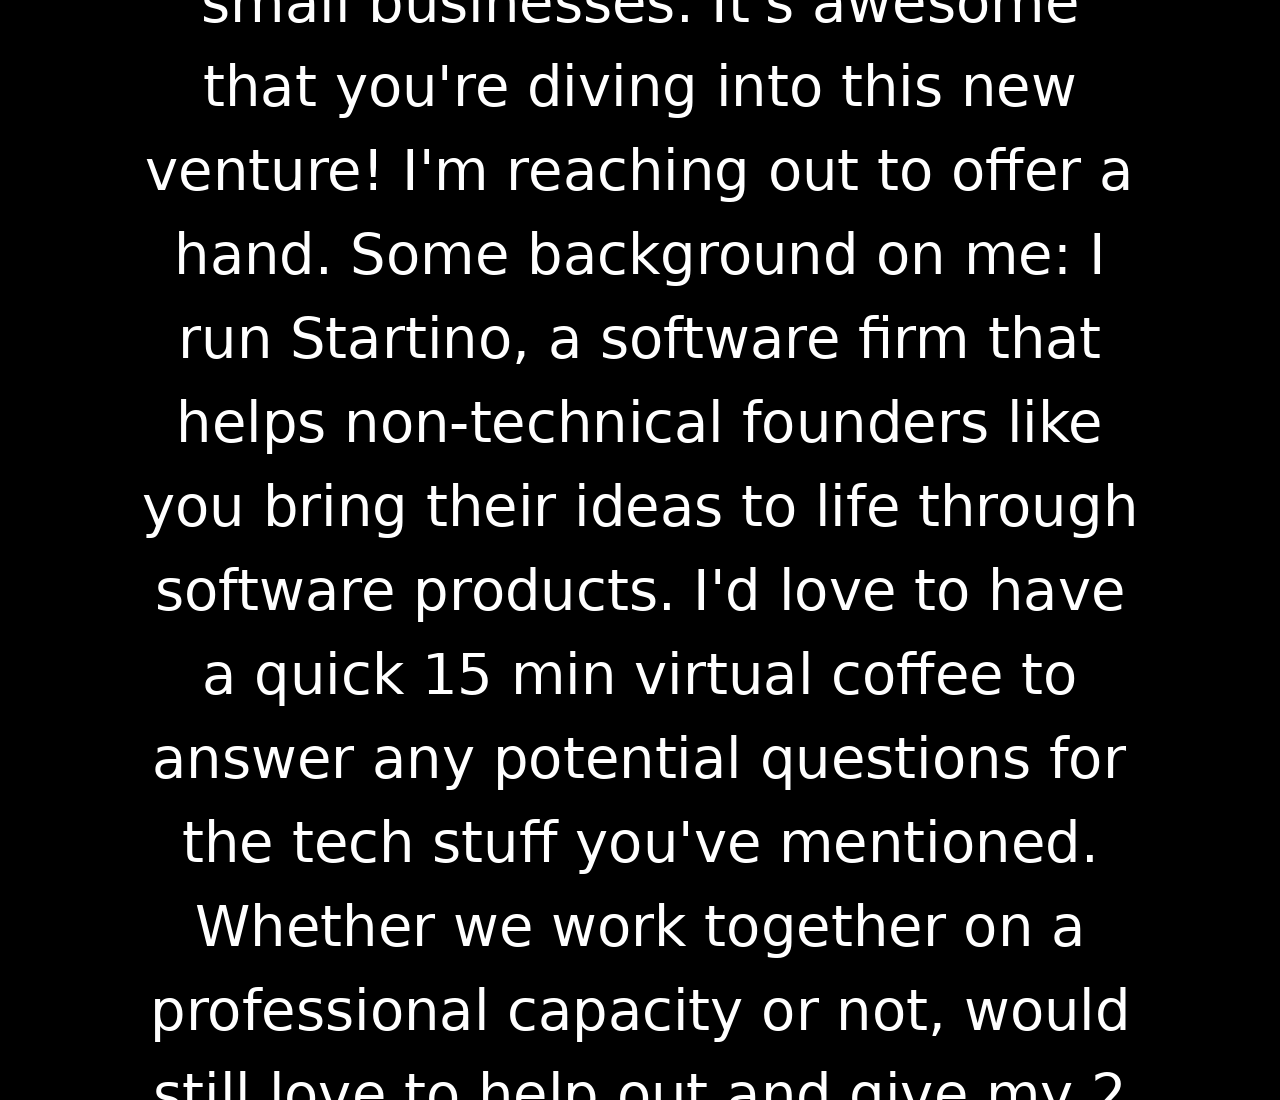 small businesses. It's awesome
that you're diving into this new
venture! I'm reaching out to offer a
hand. Some background on me: I
run Startino, a software firm that
helps non-technical founders like
you bring their ideas to life through
software products. I'd love to have
a quick 15 min virtual coffee to
answer any potential questions for
the tech stuff you've mentioned.
Whether we work together on a
professional capacity or not, would
still love to help out and give my 2